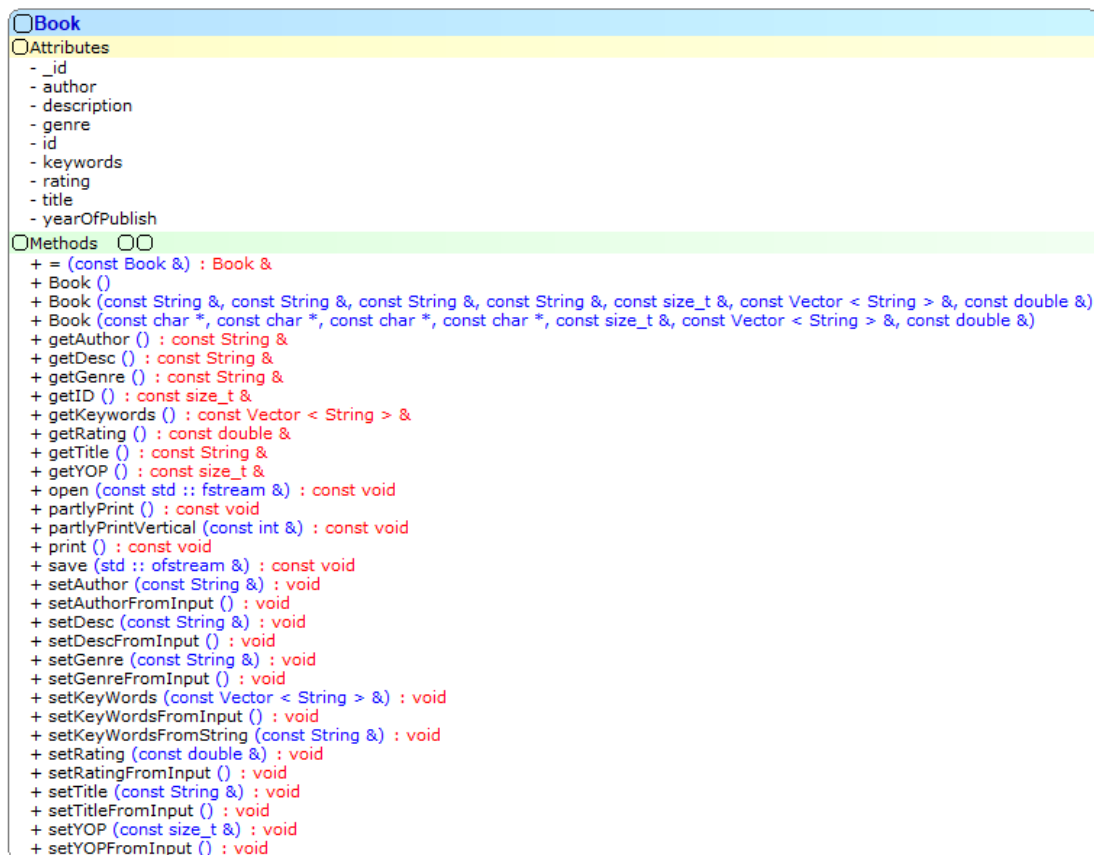 Book
Attributes
- _id
- author
- description
- genre
- id
- keywords
- rating
- title
- yearOfPublish
Methods
+ = (const Book &) : Book &
+ Book ()
+ Book (const String &, const String &, const String &, const String &, const size_t &, const Vector < String > &, const double &)
+ Book (const char *, const char *, const char *, const char *, const size_t &, const Vector < String > &, const double &)
+ getAuthor () : const String &
+ getDesc () : const String &
+ getGenre () : const String &
+ getID () : const size_t &
+ getKeywords () : const Vector < String > &
+ getRating () : const double &
+ getTitle () : const String &
+ getYOP () : const size_t &
+ open (const std :: fstream &) : const void
+ partlyPrint () : const void
+ partlyPrintVertical (const int &) : const void
+ print () : const void
+ save (std :: ofstream &) : const void
+ setAuthor (const String &) : void
+ setAuthorFromInput () : void
+ setDesc (const String &) : void
+ setDescFromInput () : void
+ setGenre (const String &) : void
+ setGenreFromInput () : void
+ setKeyWords (const Vector < String > &) : void
+ setKeyWordsFromInput () : void
+ setKeyWordsFromString (const String &) : void
+ setRating (const double &) : void
+ setRatingFromInput () : void
+ setTitle (const String &) : void
+ setTitleFromInput () : void
+ setYOP (const size_t &) : void
+ setYOPFromInput () : void